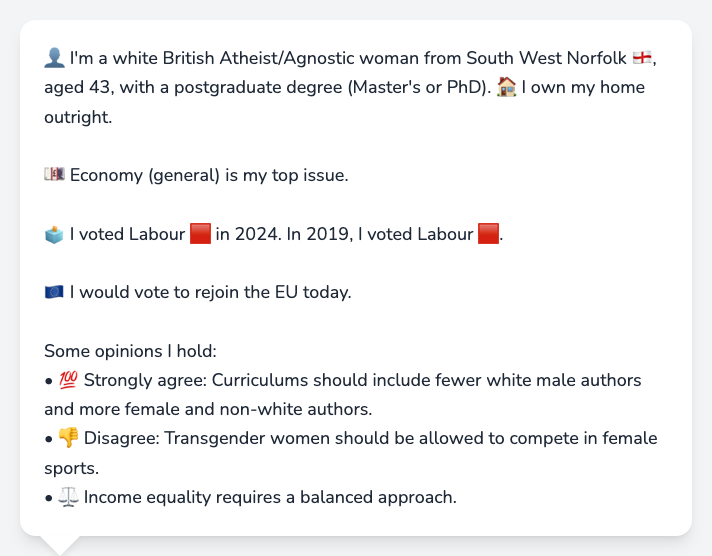 👤 I'm a white British Atheist/Agnostic woman from South West Norfolk 🏴󠁧󠁢󠁥󠁮󠁧󠁿,
aged 43, with a postgraduate degree (Master's or PhD). 🏠 I own my home
outright.
💷 Economy (general) is my top issue.
🗳️ I voted Labour 🟥 in 2024. In 2019, I voted Labour 🟥.
🇪🇺 I would vote to rejoin the EU today.
Some opinions I hold:
• 💯 Strongly agree: Curriculums should include fewer white male authors
and more female and non-white authors.
• 👎 Disagree: Transgender women should be allowed to compete in female
sports.
• ⚖️ Income equality requires a balanced approach.